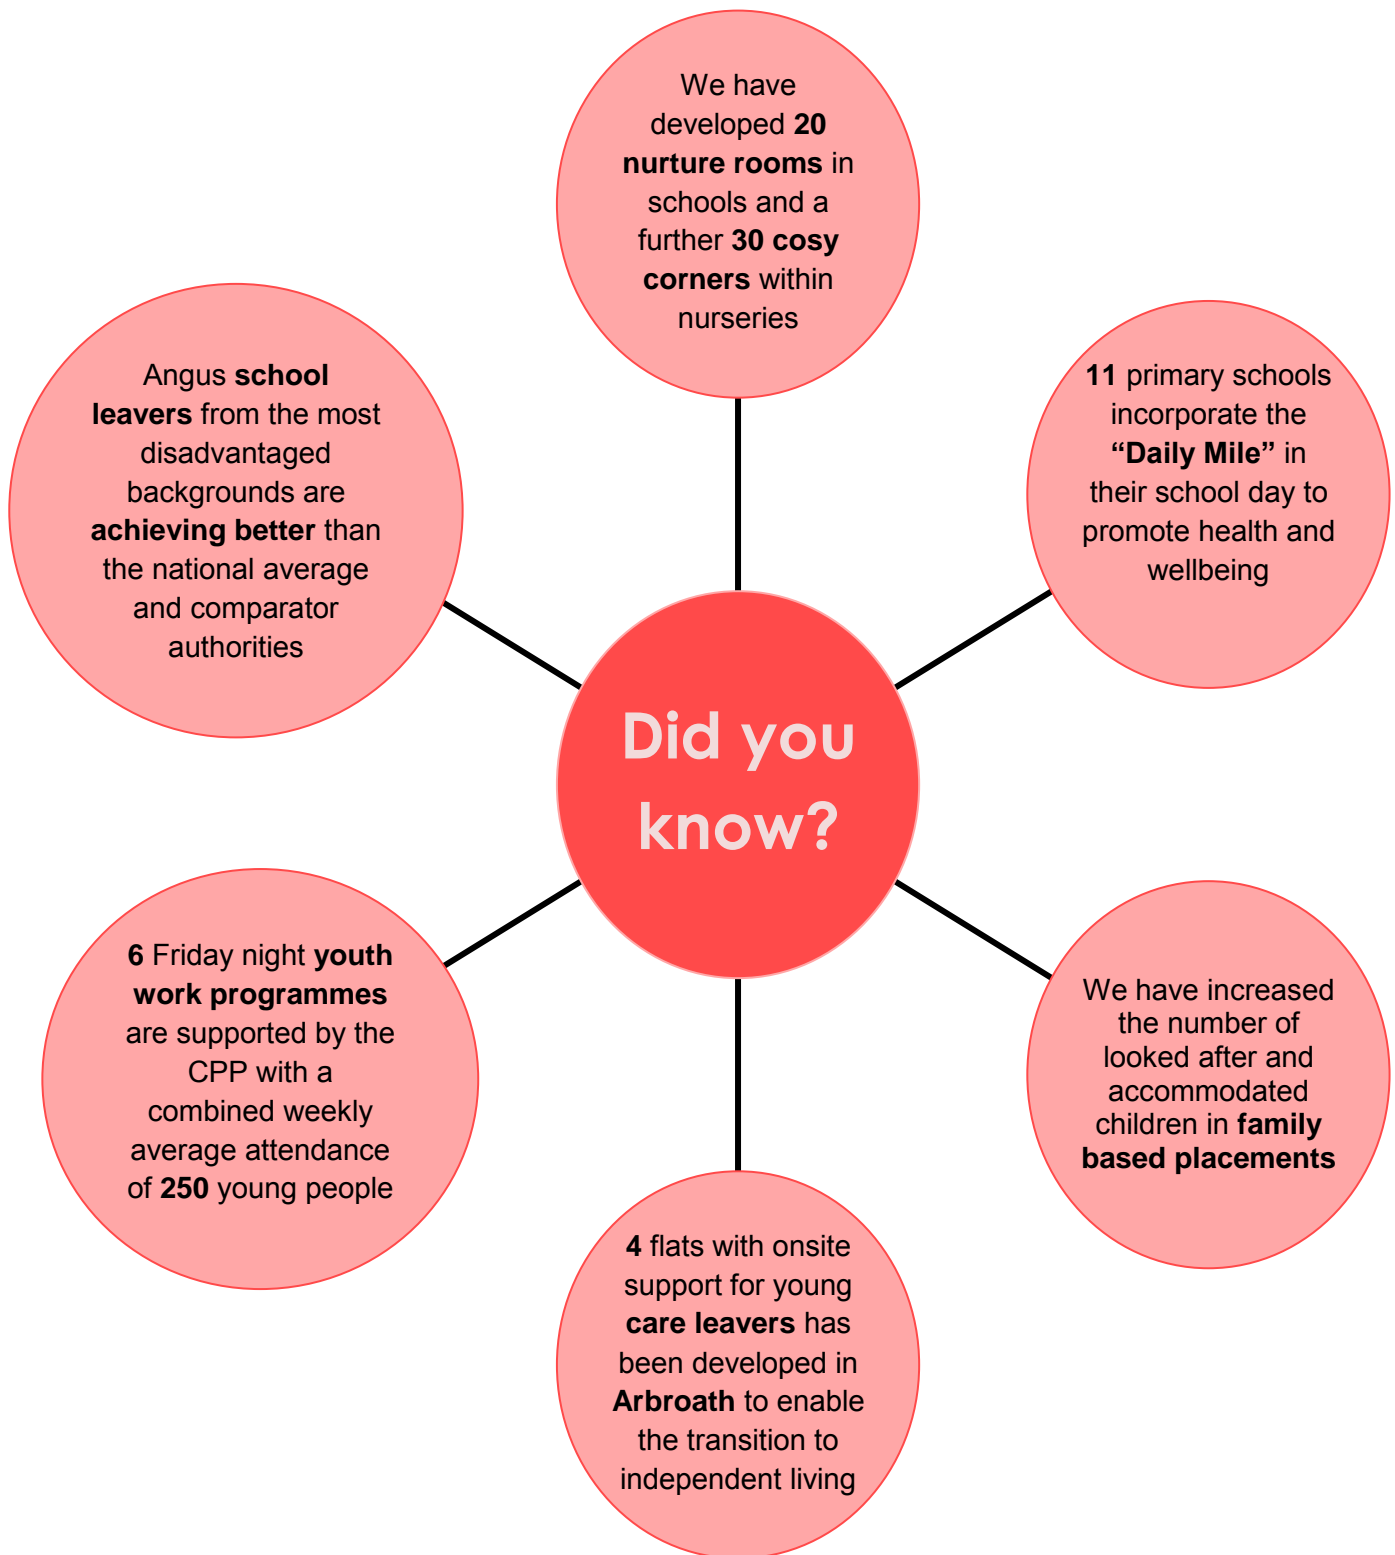 We have
developed 20
nurture rooms in
schools and a
further 30 cosy
corners within
nurseries
11 primary schools
incorporate the
“Daily Mile” in
their school day to
promote health and
wellbeing
We have increased
the number of
looked after and
accommodated
children in family
based placements
4 flats with onsite
support for young
care leavers has
been developed in
Arbroath to enable
the transition to
independent living
6 Friday night youth
work programmes
are supported by the
CPP with a
combined weekly
average attendance
of 250 young people
Angus school
leavers from the most
disadvantaged
backgrounds are
achieving better than
the national average
and comparator
authorities
Did you
know?